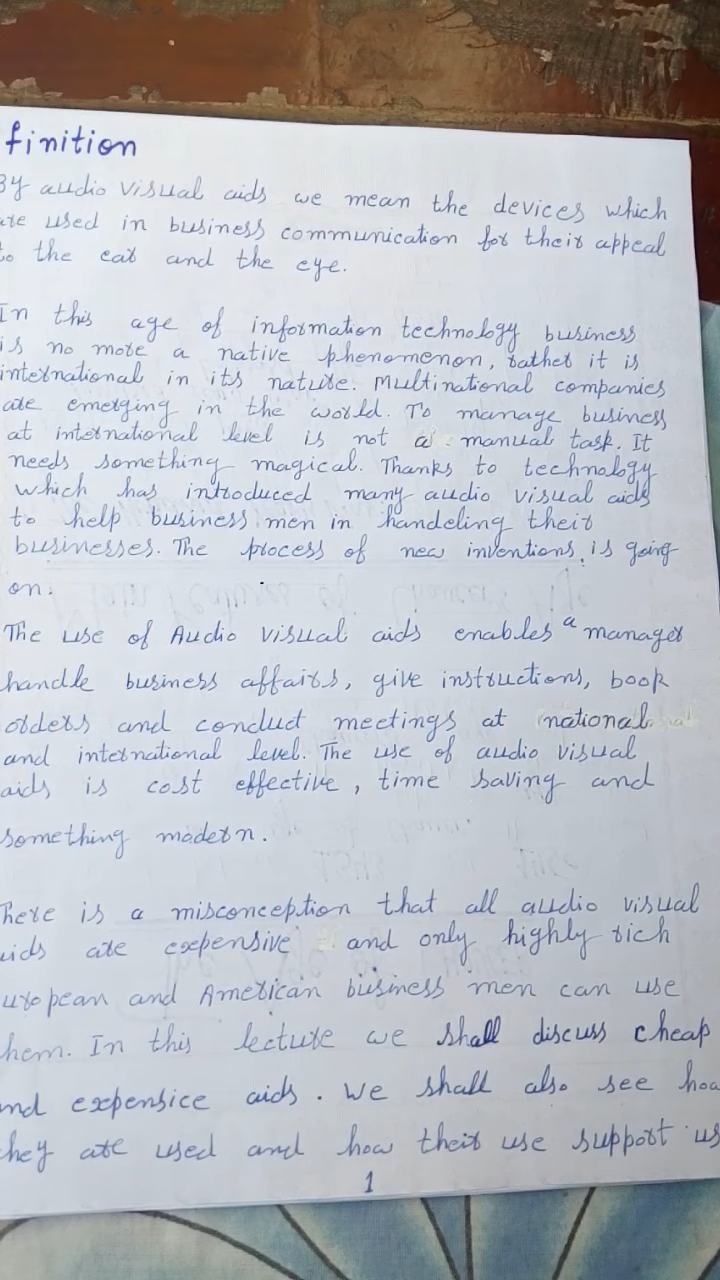 finition
By audio visual aids we mean the devices which
are used in business communication for their appeal
to the ear and the eye.
In this age of information technology business
is no more a native phenomenon, rather it is
international in its nature. Multinational companies
are emerging in the world. To manage business
at international level is not a manual task. It
needs something magical. Thanks to technology
which has introduced many audio visual aids
to help business men in handeling their
businesses. The process of new inventions is going
on.
The use of Audio visual aids enables a manager
handle business affairs, give instructions, book
orders and conduct meetings at national
and international level. The use of audio visual
aids is cost effective, time saving and
something modern.
here is a misconception that all audio visual
aids are expensive and only highly rich
uropean and American business men can use
hem. In this lecture we shall discuss cheap
nd expensice aids. We shall also see how
hey are used and how their use support us
1